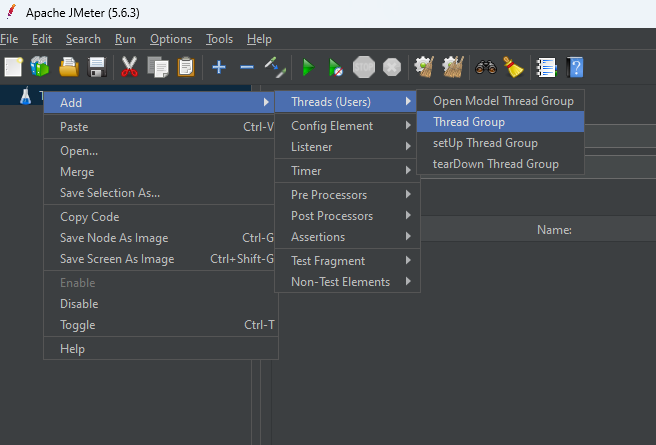 Apache JMeter (5.6.3)
File Edit Search Run Options Tools Help
Add
Paste Ctrl-V
Open...
Merge
Save Selection As...
Copy Code
Save Node As Image Ctrl-G
Save Screen As Image Ctrl+Shift-G
Enable
Disable
Toggle Ctrl-T
Help
Threads (Users)
Config Element
Listener
Timer
Pre Processors
Post Processors
Assertions
Test Fragment
Non-Test Elements
Open Model Thread Group
Thread Group
setUp Thread Group
tearDown Thread Group
Name: